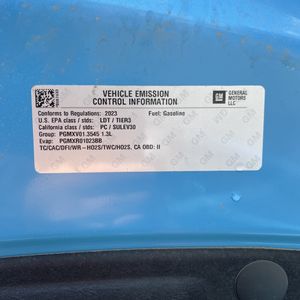 VEHICLE EMISSION
CONTROL INFORMATION
GM
GENERAL
MOTORS
LLC
Conforms to Regulations: 2023
Fuel: Gasoline
U.S. EPA class / stds: LDT / TIER3
California class / stds: PC / SULEV30
Group: PGMXV01.3545 1.3L
Evap: PGMXR01023BB
TC/CAC/DFI/WR-HO2S/TWC/HO2S. CA OBD: II